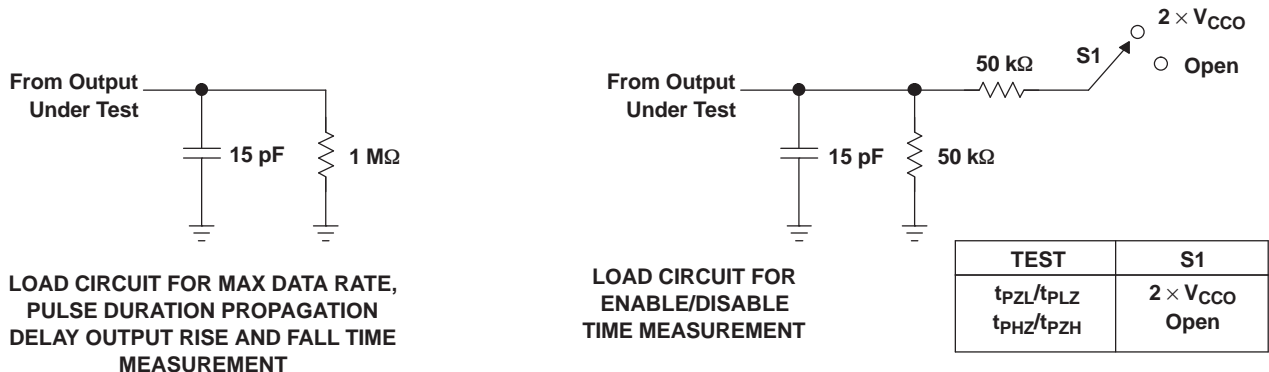 From Output
Under Test
15 pF
1 MΩ
LOAD CIRCUIT FOR MAX DATA RATE,
PULSE DURATION PROPAGATION
DELAY OUTPUT RISE AND FALL TIME
MEASUREMENT
From Output
Under Test
15 pF
50 kΩ
50 kΩ
S1
2 × VCCO
Open
LOAD CIRCUIT FOR
ENABLE/DISABLE
TIME MEASUREMENT
TEST S1
tPZL/tPLZ 2 × VCCO
tPHZ/tPZH Open